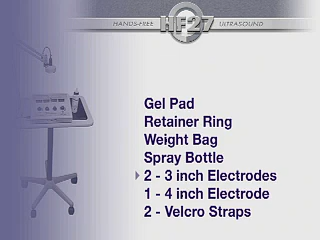 HANDS-FREE HF27 ULTRASOUND
Gel Pad
Retainer Ring
Weight Bag
Spray Bottle
2 - 3 inch Electrodes
1 - 4 inch Electrode
2 - Velcro Straps